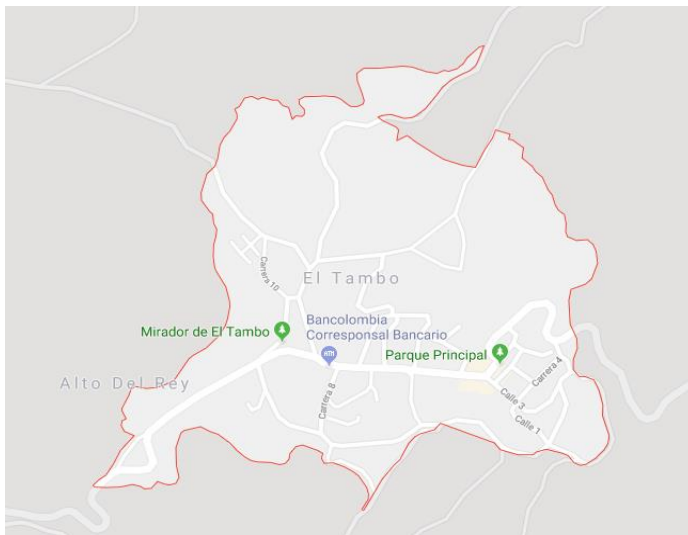 Carrera 10
El Tambo
Bancolombia
Corresponsal Bancario
Mirador de El Tambo
Parque Principal
Alto Del Rey
Carrera 8
Carrera 4
Calle 3
Calle 1